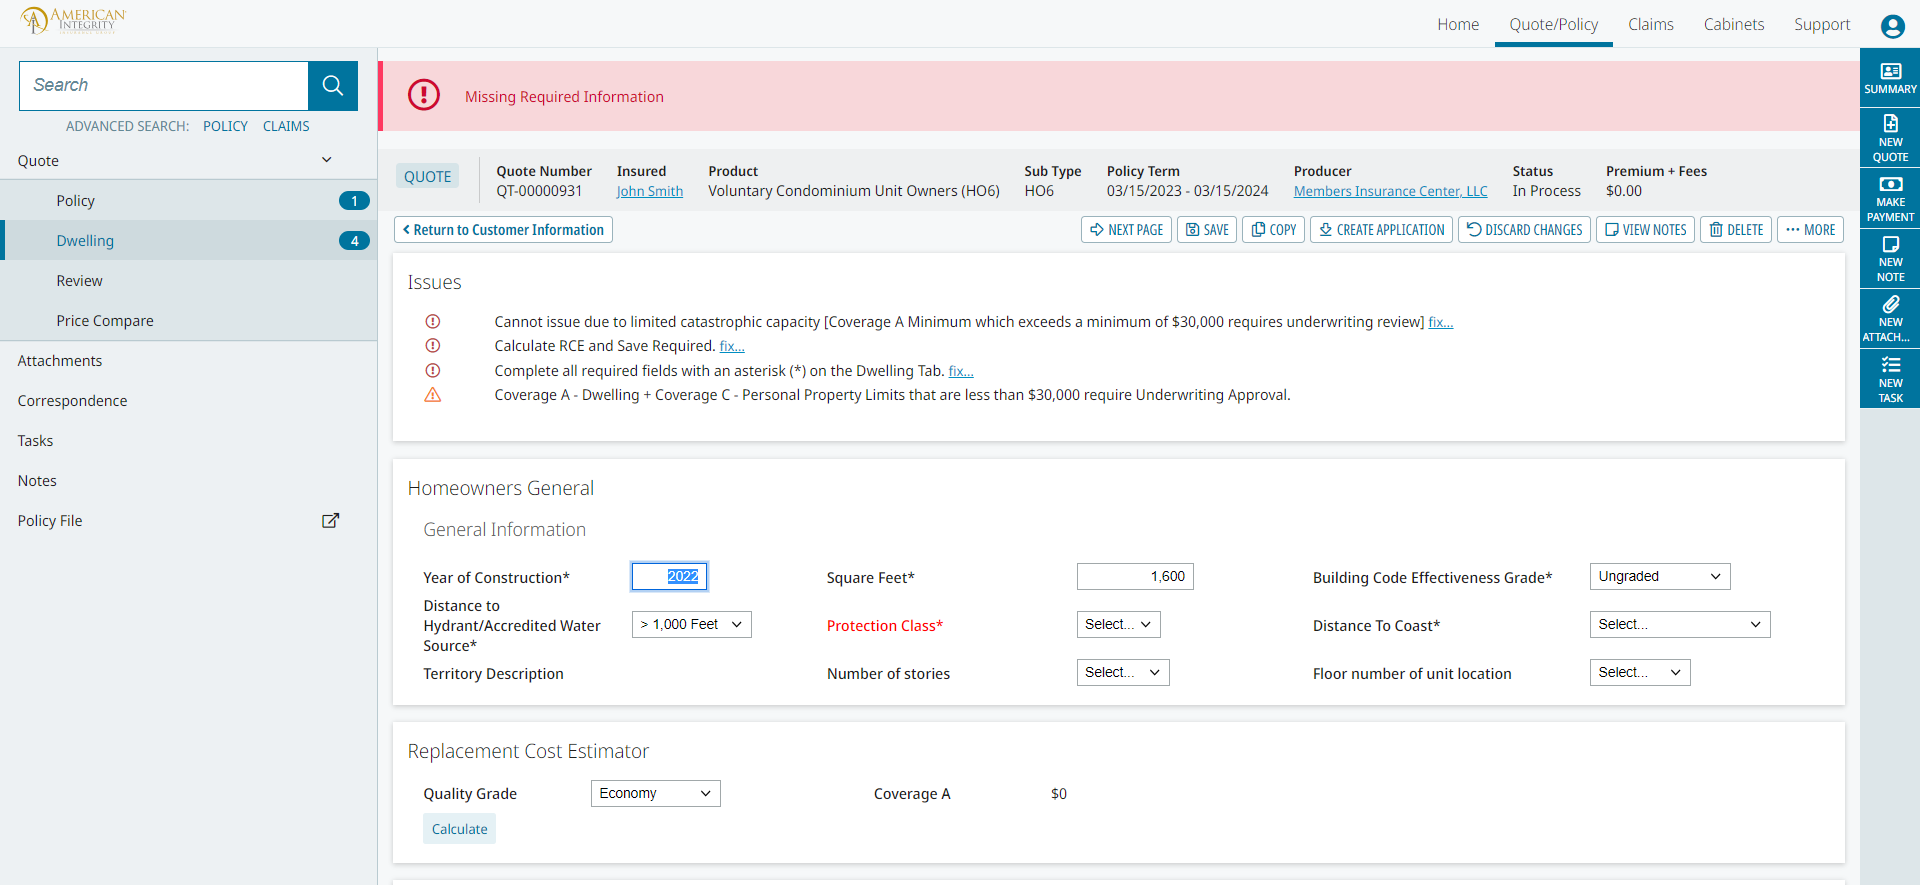 AMERICAN
INTEGRITY
Home
Quote/Policy
Claims
Cabinets
Support
Search
ADVANCED SEARCH: POLICY CLAIMS
Quote
Policy 1
Dwelling 4
Review
Price Compare
Attachments
Correspondence
Tasks
Notes
Policy File
Missing Required Information
QUOTE
Quote Number
QT-00000931
Insured
John Smith
Product
Voluntary Condominium Unit Owners (HO6)
Sub Type
HO6
Policy Term
03/15/2023 - 03/15/2024
Producer
Members Insurance Center, LLC
Status
In Process
Premium + Fees
$0.00
Return to Customer Information
NEXT PAGE
SAVE
COPY
CREATE APPLICATION
DISCARD CHANGES
VIEW NOTES
DELETE
MORE
Issues
Cannot issue due to limited catastrophic capacity [Coverage A Minimum which exceeds a minimum of $30,000 requires underwriting review] fix...
Calculate RCE and Save Required. fix...
Complete all required fields with an asterisk (*) on the Dwelling Tab. fix...
Coverage A - Dwelling + Coverage C - Personal Property Limits that are less than $30,000 require Underwriting Approval.
Homeowners General
General Information
Year of Construction* 2022
Square Feet* 1,600
Building Code Effectiveness Grade* Ungraded
Distance to
Hydrant/Accredited Water
Source*
> 1,000 Feet
Protection Class* Select...
Distance To Coast* Select...
Territory Description
Number of stories Select...
Floor number of unit location Select...
Replacement Cost Estimator
Quality Grade Economy
Coverage A $0
Calculate
SUMMARY
NEW
QUOTE
MAKE
PAYMENT
NEW
NOTE
NEW
ATTACH...
NEW
TASK